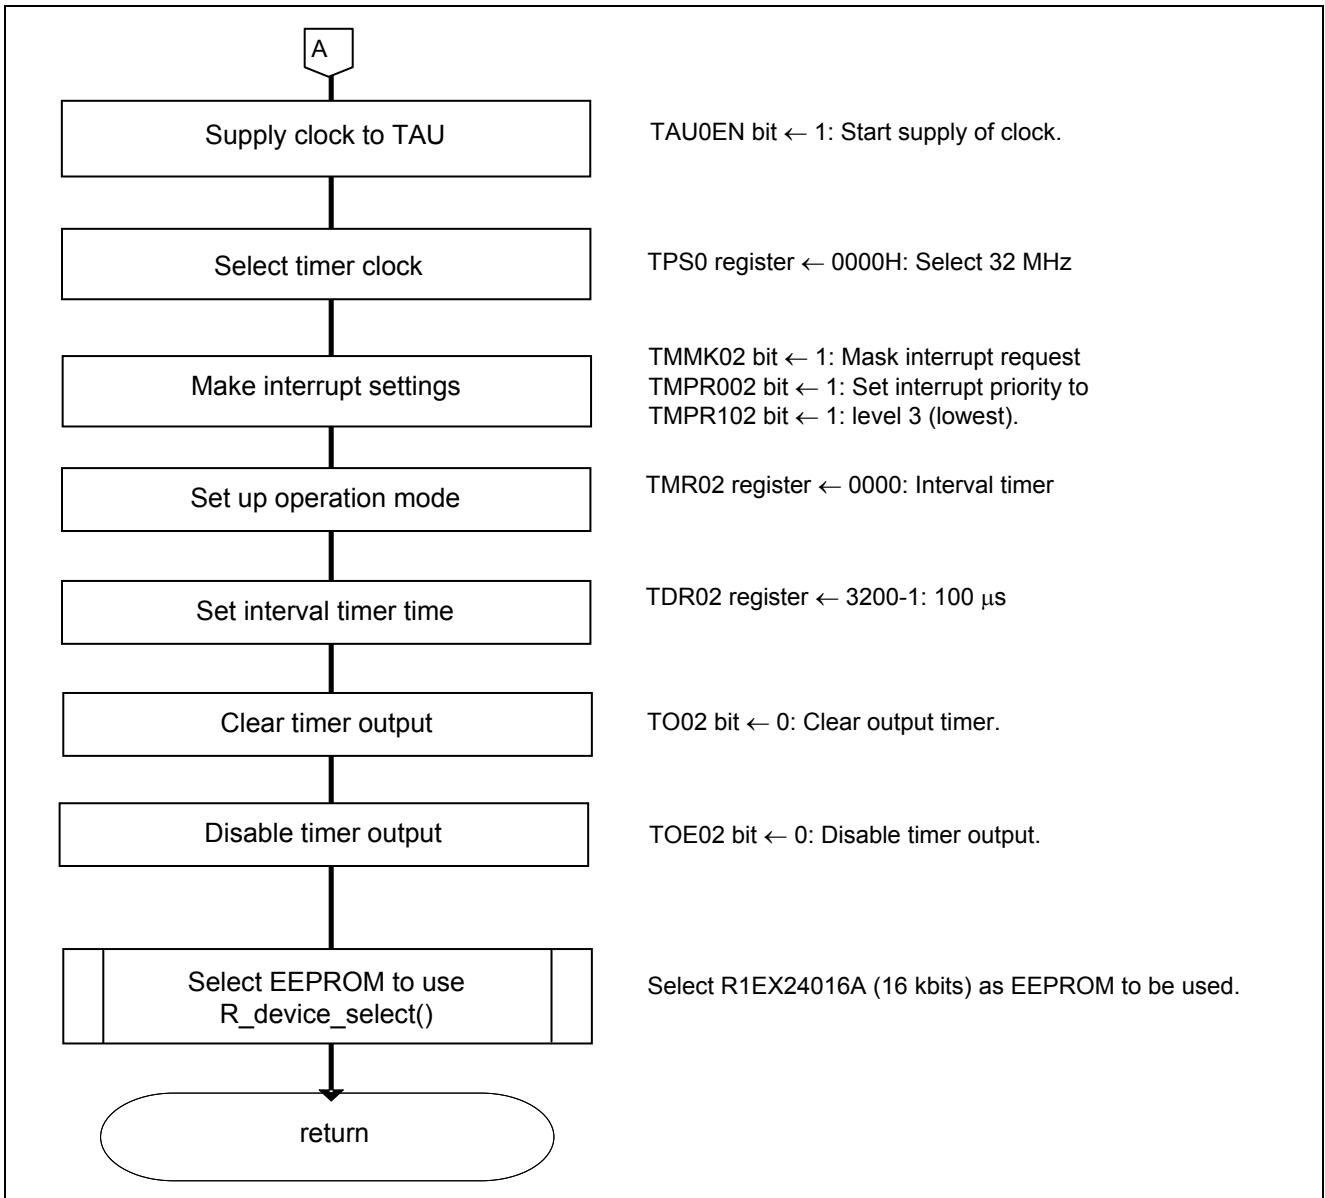 A
Supply clock to TAU
TAU0EN bit ← 1: Start supply of clock.
Select timer clock
TPS0 register ← 0000H: Select 32 MHz
Make interrupt settings
TMMK02 bit ← 1: Mask interrupt request
TMPR002 bit ← 1: Set interrupt priority to
TMPR102 bit ← 1: level 3 (lowest).
Set up operation mode
TMR02 register ← 0000: Interval timer
Set interval timer time
TDR02 register ← 3200-1: 100 μs
Clear timer output
TO02 bit ← 0: Clear output timer.
Disable timer output
TOE02 bit ← 0: Disable timer output.
Select EEPROM to use
R_device_select()
Select R1EX24016A (16 kbits) as EEPROM to be used.
return